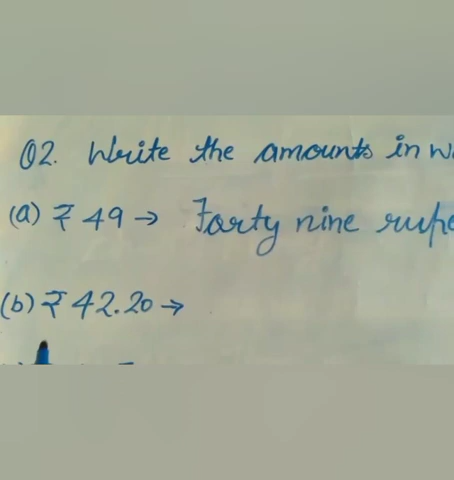 Q2. Write the amounts in
(a) ₹ 49 → Forty nine
(b) ₹ 42.20 →